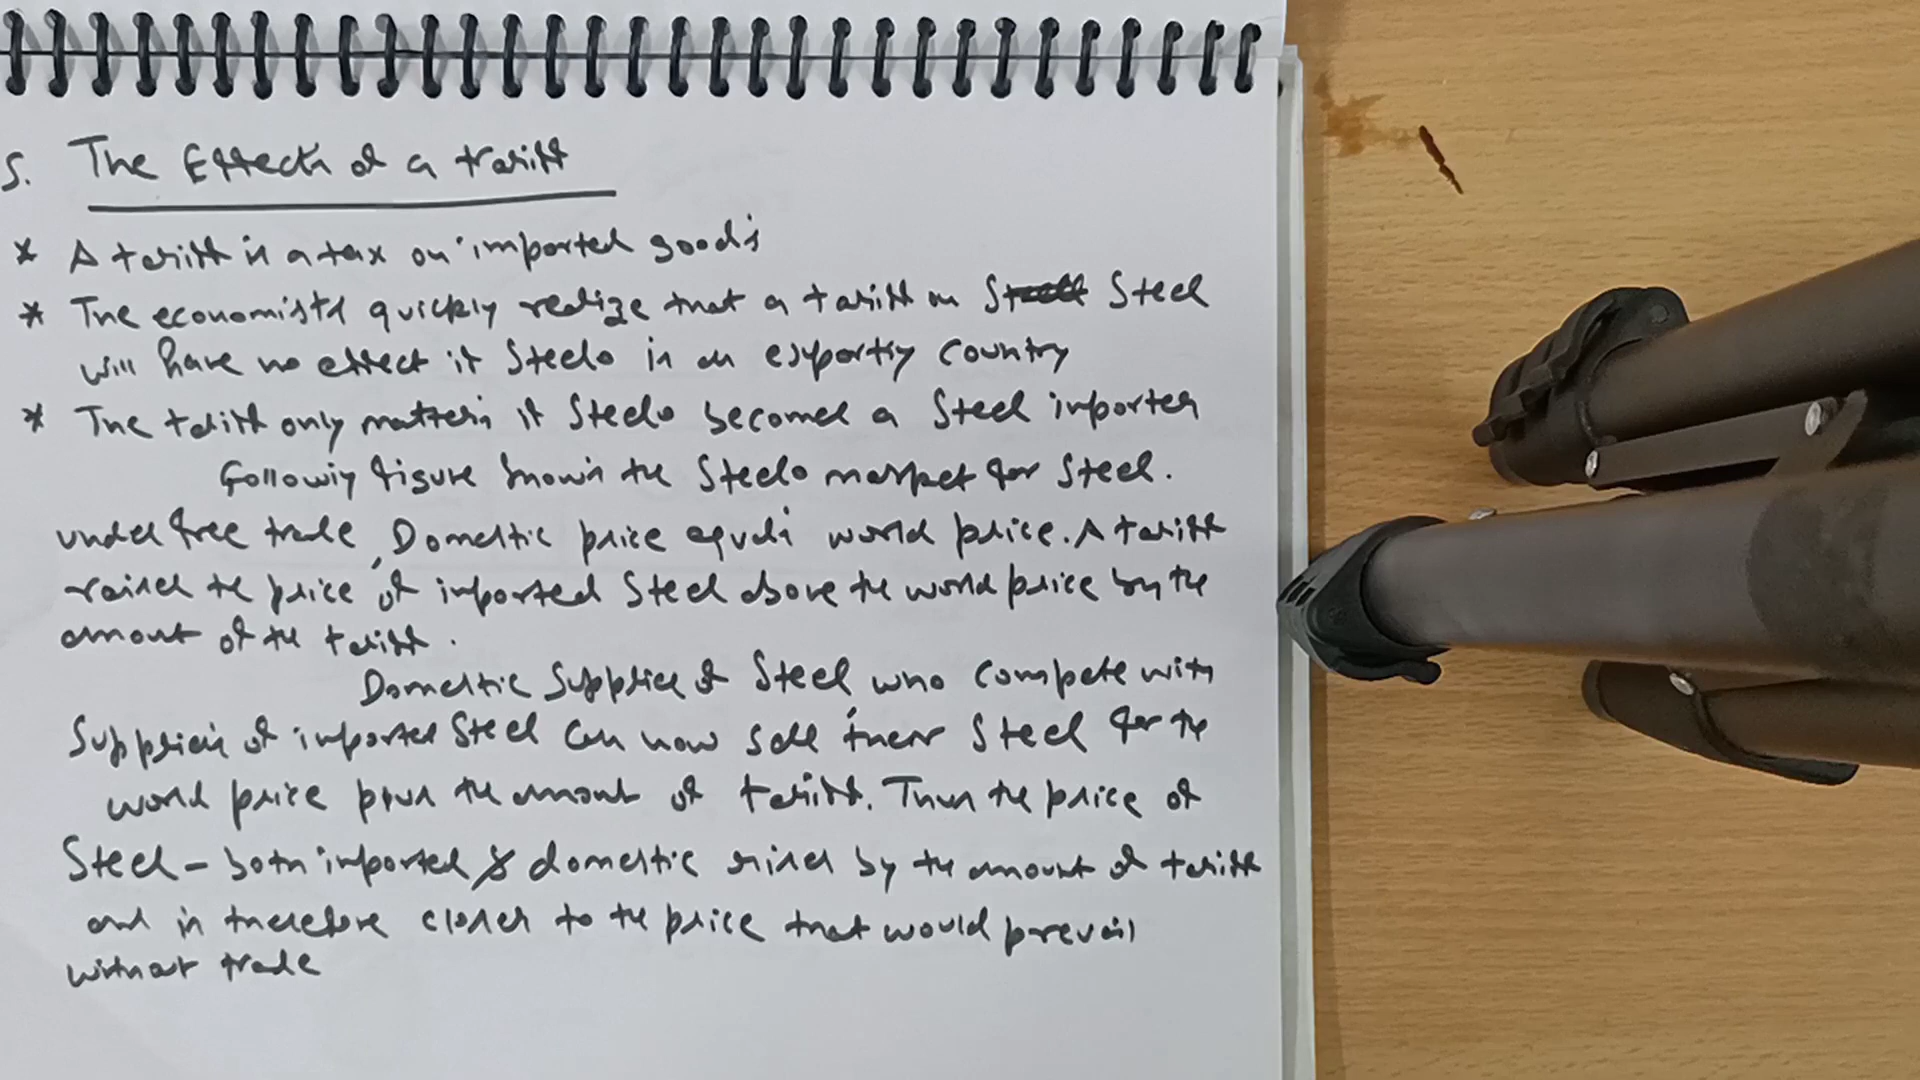 5. The Effects of a tariff
* A tariff is a tax on imported goods
* The economists quickly realize that a tariff on Steel
will have no effect if Steelo is an exporting country
* The tariff only matters if Steelo becomes a Steel importer
Following figure shows the Steelo market for Steel.
under free trade, Domestic price equals world price. A tariff
raises the price of imported Steel above the world price by the
amount of the tariff.
Domestic Supplies of Steel, who compete with
Suppliers of imported Steel can now sell their Steel for the
world price plus the amount of tariff. Thus the price of
Steel - both imported & domestic rises by the amount of tariff
and is therefore closer to the price that would prevail
without trade